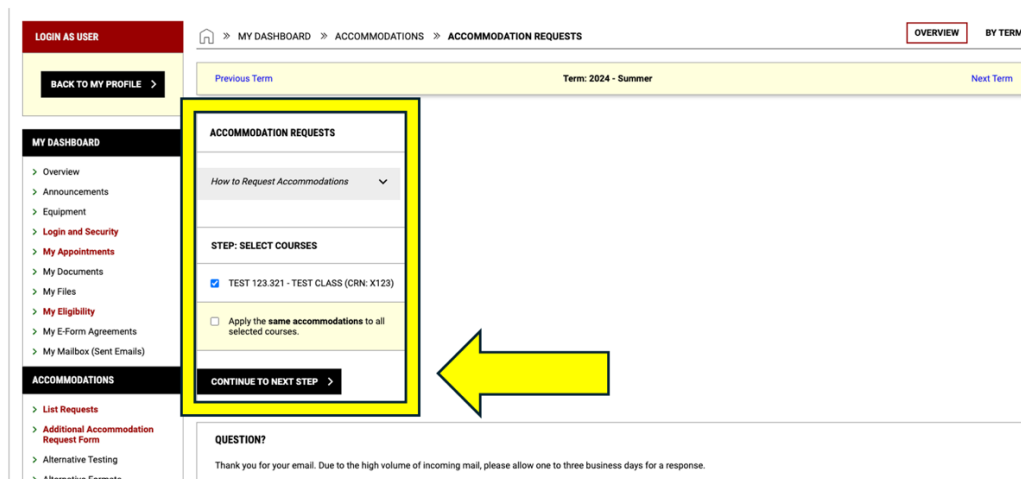 LOGIN AS USER
BACK TO MY PROFILE >
MY DASHBOARD
> Overview
> Announcements
> Equipment
> Login and Security
> My Appointments
> My Documents
> My Files
> My Eligibility
> My E-Form Agreements
> My Mailbox (Sent Emails)
ACCOMMODATIONS
> List Requests
> Additional Accommodation
Request Form
> Alternative Testing
> Alternative Formats
» MY DASHBOARD » ACCOMMODATIONS » ACCOMMODATION REQUESTS
OVERVIEW BY TERM
Previous Term Term: 2024 - Summer Next Term
ACCOMMODATION REQUESTS
How to Request Accommodations
STEP: SELECT COURSES
TEST 123.321 - TEST CLASS (CRN: X123)
Apply the same accommodations to all
selected courses.
CONTINUE TO NEXT STEP >
QUESTION?
Thank you for your email. Due to the high volume of incoming mail, please allow one to three business days for a response.